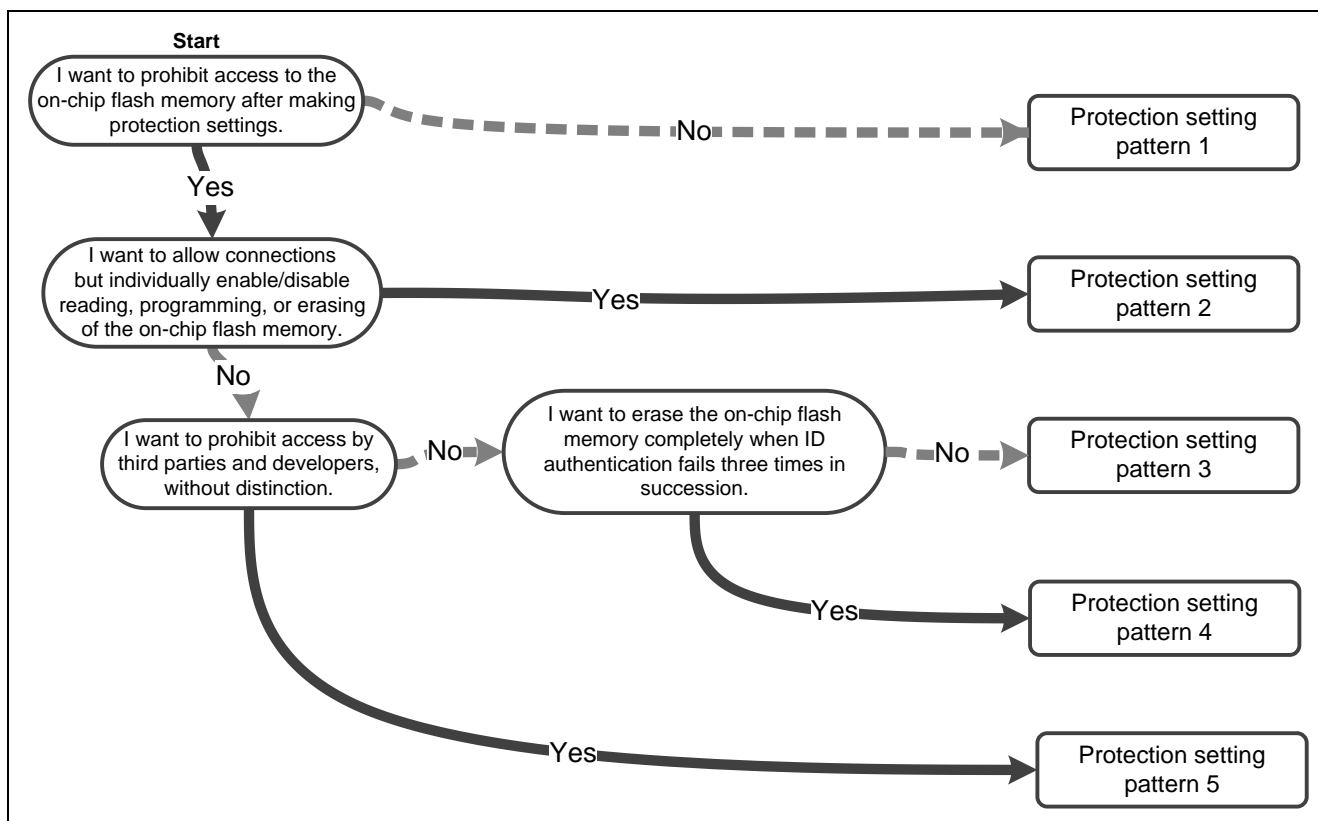 Start
I want to prohibit access to the
on-chip flash memory after making
protection settings.
No
Protection setting
pattern 1
Yes
I want to allow connections
but individually enable/disable
reading, programming, or erasing
of the on-chip flash memory.
Yes
Protection setting
pattern 2
No
I want to prohibit access by
third parties and developers,
without distinction.
No
I want to erase the on-chip flash
memory completely when ID
authentication fails three times in
succession.
No
Protection setting
pattern 3
Yes
Protection setting
pattern 4
Yes
Protection setting
pattern 5